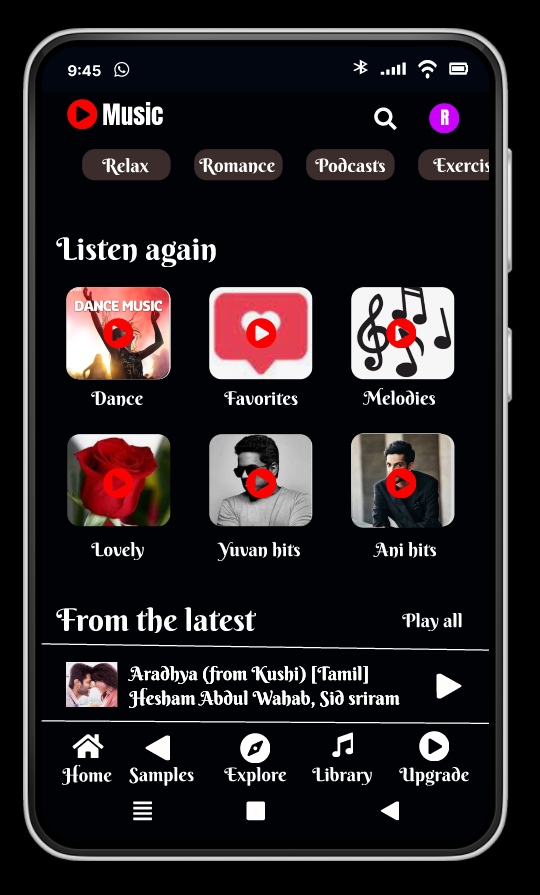 9:45
Music
R
Relax Romance Podcasts Exercis
Listen again
DANCE MUSIC
Dance Favorites Melodies
Lovely Yuvan hits Ani hits
From the latest Play all
Aradhya (from Kushi) [Tamil]
Hesham Abdul Wahab, Sid sriram
Home Samples Explore Library Upgrade